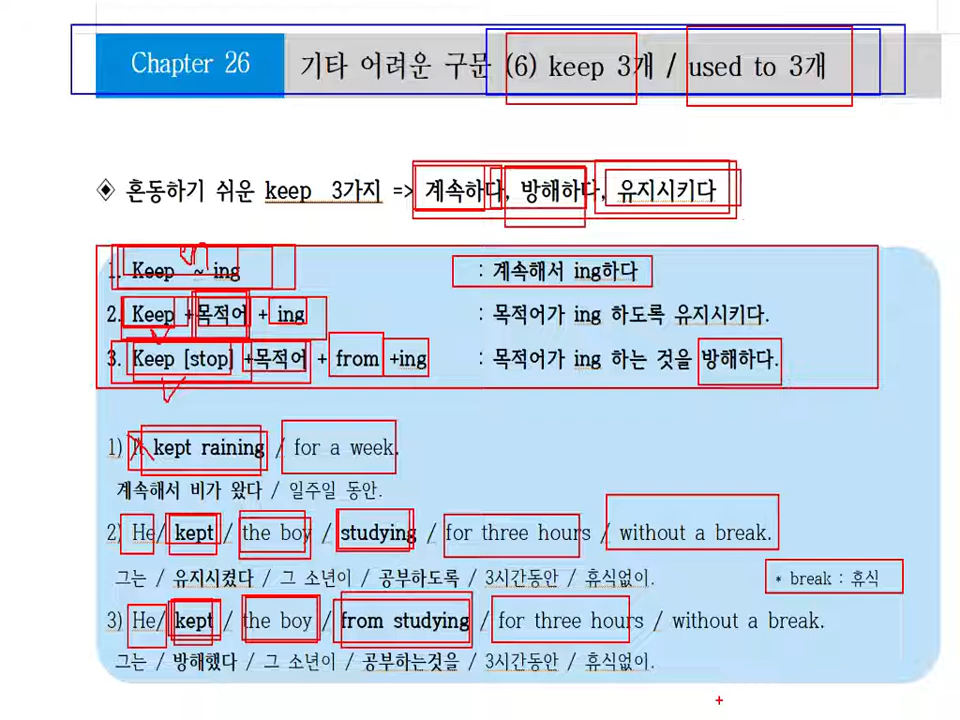 Chapter 26 기타 어려운 구문 (6) keep 3개 / used to 3개
◈ 혼동하기 쉬운 keep 3가지 => 계속하다, 방해하다, 유지시키다
1. Keep ~ ing : 계속해서 ing하다
2. Keep +목적어 + ing : 목적어가 ing 하도록 유지시키다.
3. Keep [stop] +목적어 + from +ing : 목적어가 ing 하는 것을 방해하다.
1) It kept raining / for a week.
계속해서 비가 왔다 / 일주일 동안.
2) He/ kept / the boy / studying / for three hours / without a break.
그는 / 유지시켰다 / 그 소년이 / 공부하도록 / 3시간동안 / 휴식없이.
* break : 휴식
3) He/ kept / the boy / from studying / for three hours / without a break.
그는 / 방해했다 / 그 소년이 / 공부하는것을 / 3시간동안 / 휴식없이.